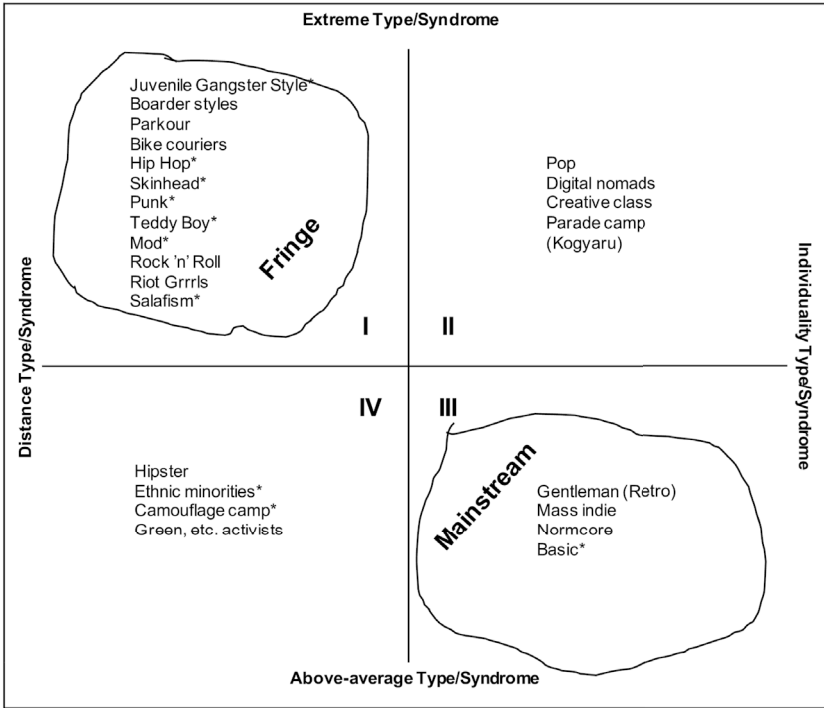 Extreme Type/Syndrome
Juvenile Gangster Style*
Boarder styles
Parkour
Bike couriers
Hip Hop*
Skinhead*
Punk*
Teddy Boy*
Mod*
Rock ’n’ Roll
Riot Grrrls
Salafism*
Fringe
I
Pop
Digital nomads
Creative class
Parade camp
(Kogyaru)
II
Distance Type/Syndrome
Individuality Type/Syndrome
IV
Hipster
Ethnic minorities*
Camouflage camp*
Green, etc. activists
III
Mainstream
Gentleman (Retro)
Mass indie
Normcore
Basic*
Above-average Type/Syndrome